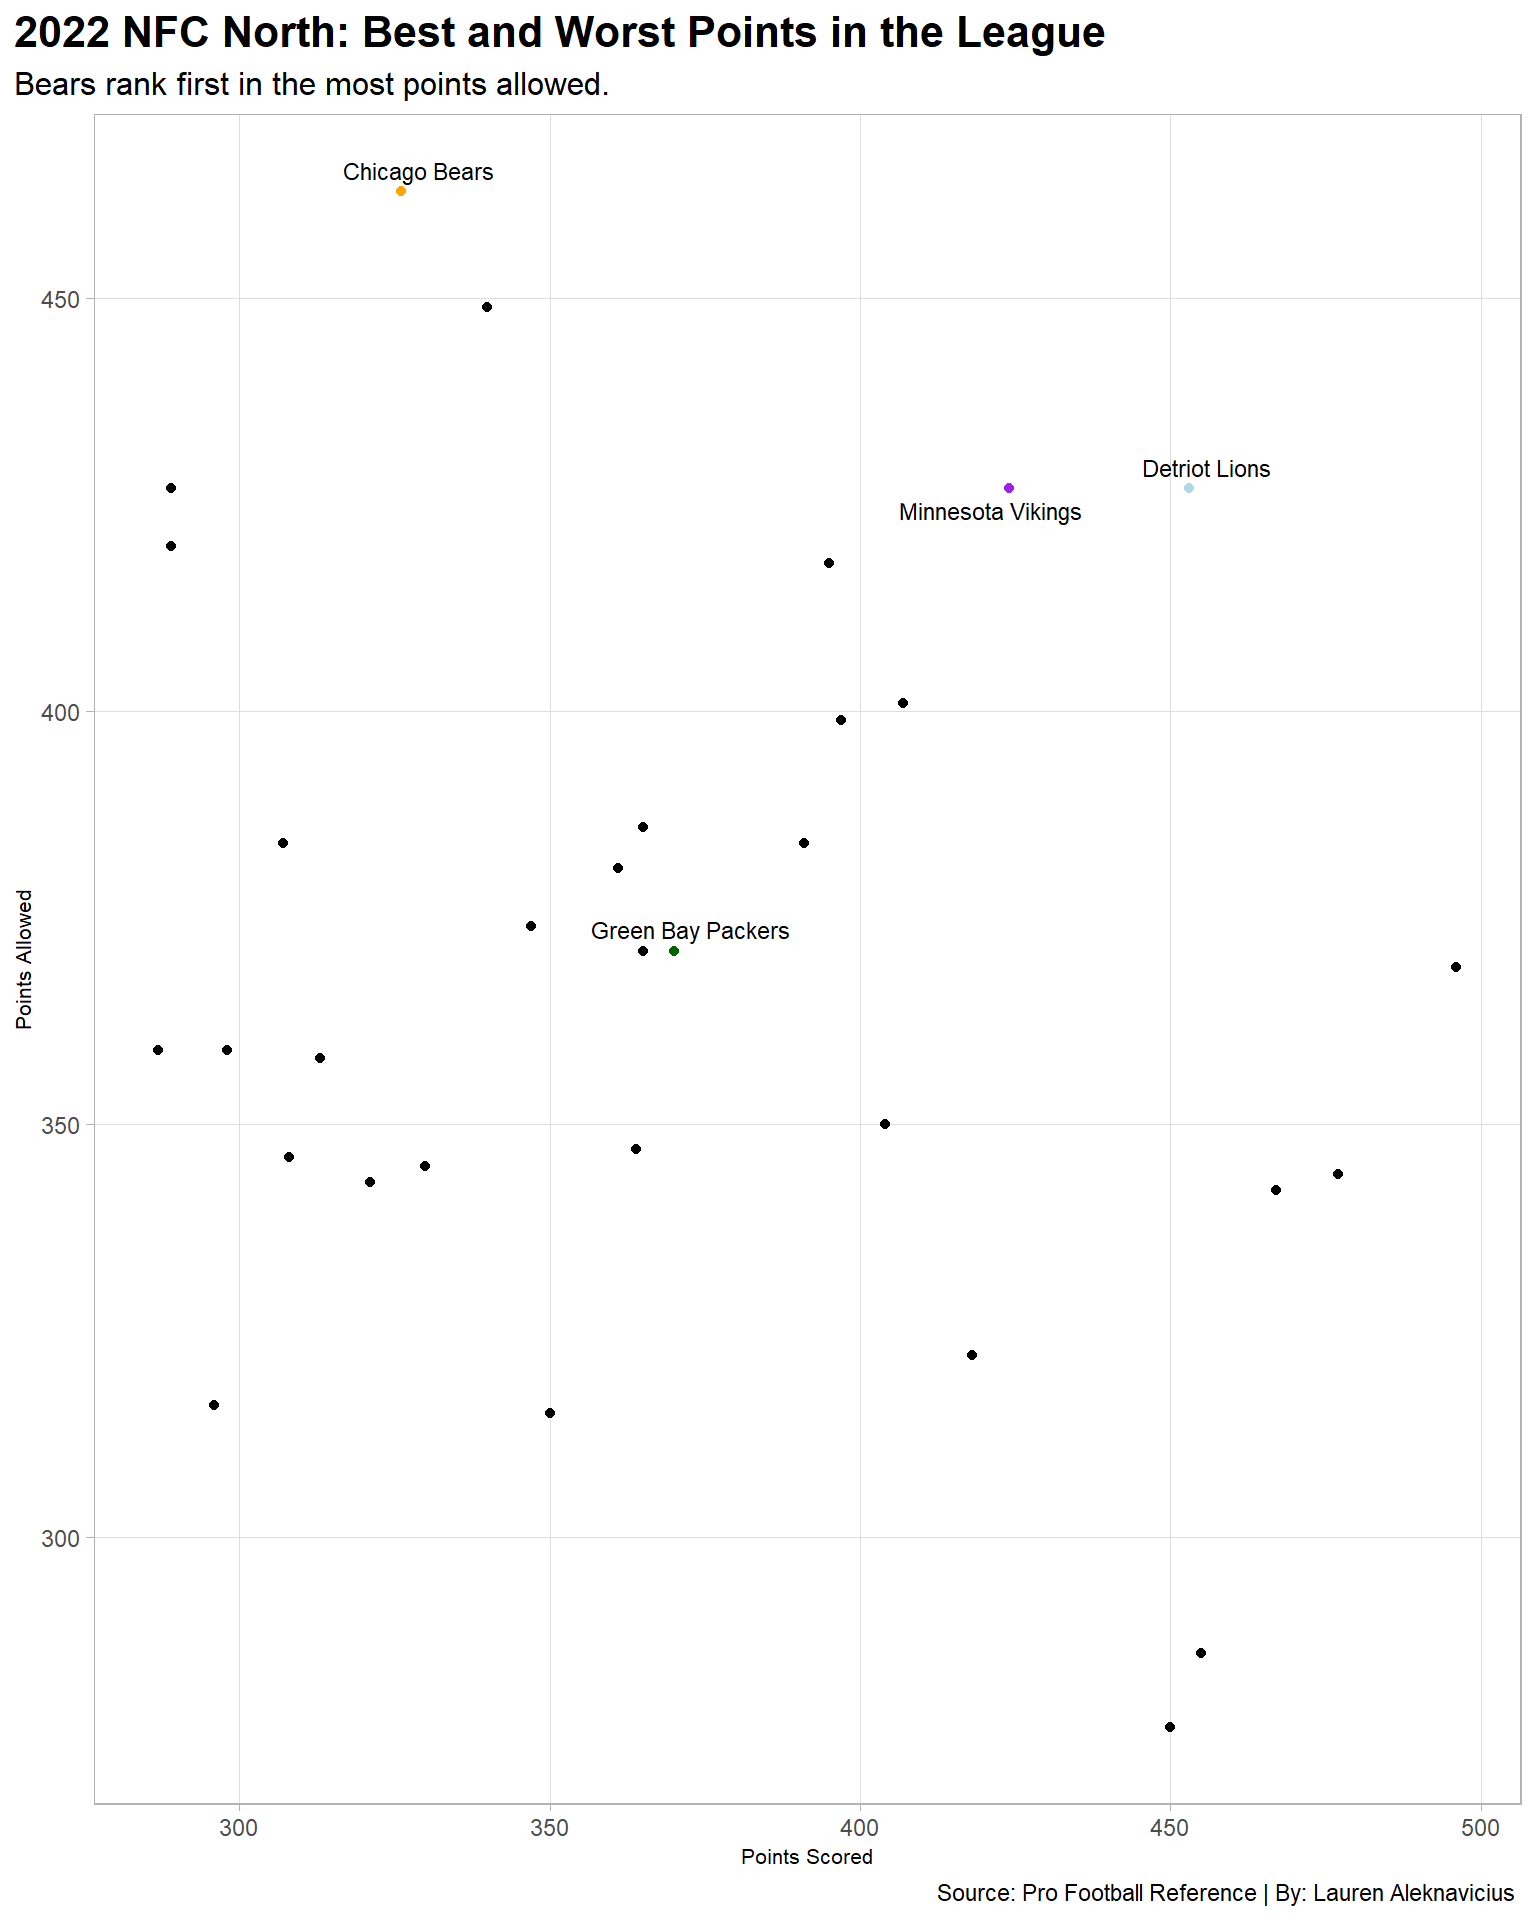 2022 NFC North: Best and Worst Points in the League
Bears rank first in the most points allowed.
Chicago Bears
450
Detriot Lions
Minnesota Vikings
400
Points Allowed
Green Bay Packers
350
300
300 350 400 450 500
Points Scored
Source: Pro Football Reference | By: Lauren Aleknavicius